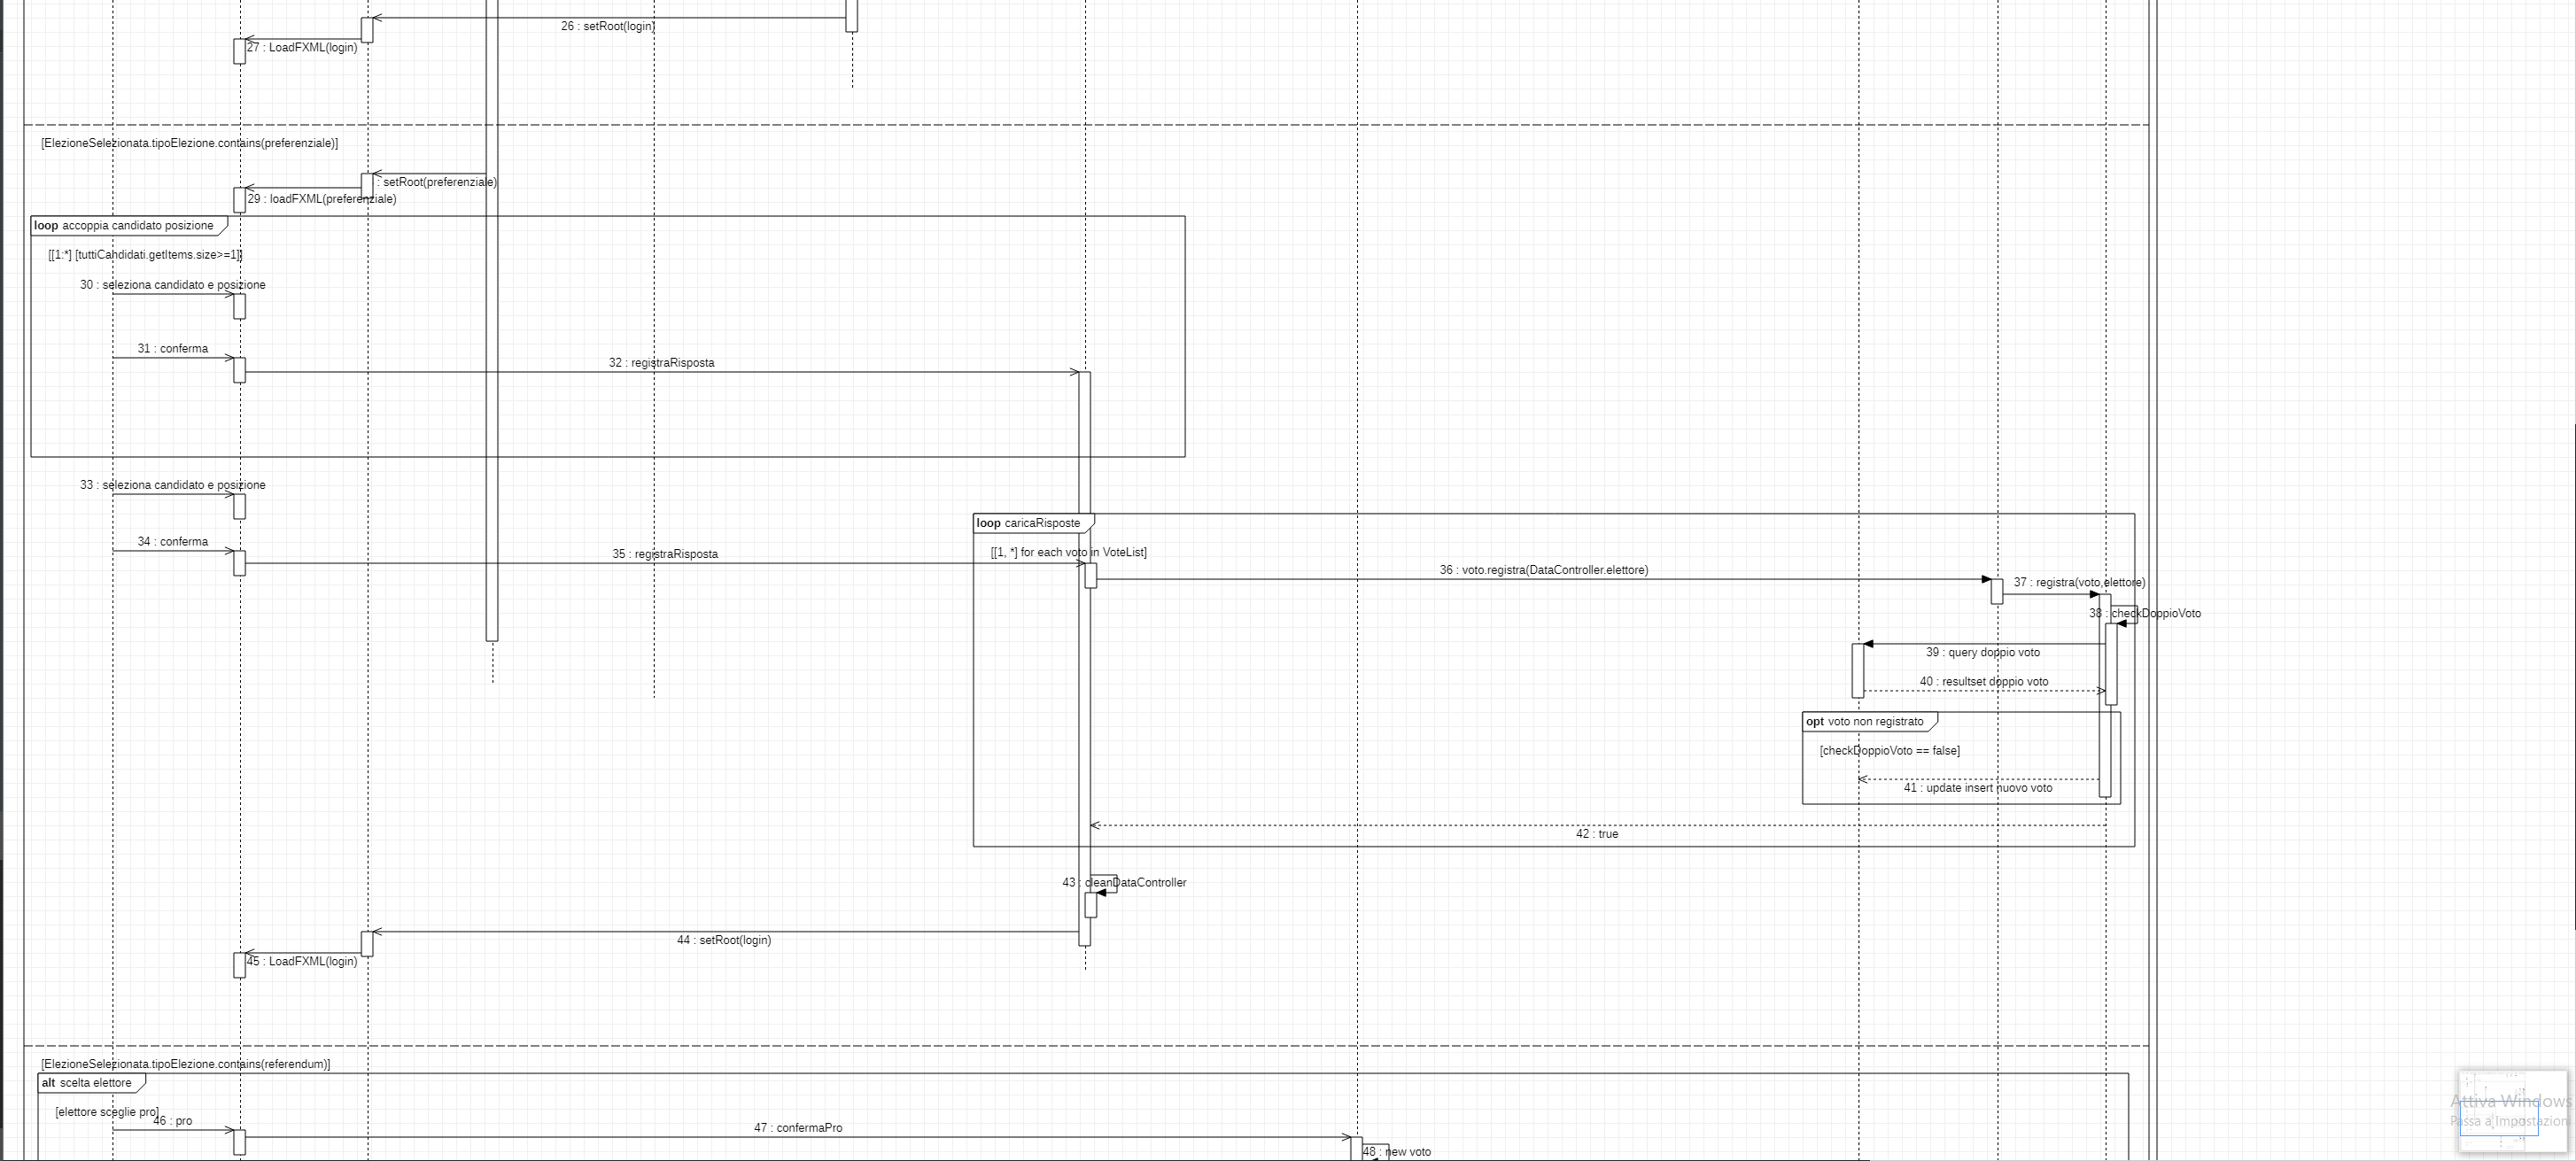 26 : setRoot(login)
27 : LoadFXML(login)
[ElezioneSelezionata.tipoElezione.contains(preferenziale)]
: setRoot(preferenziale)
29 : loadFXML(preferenziale)
loop accoppia candidato posizione
[[1:*] [tuttiCandidati.getItems.size>=1]]
30 : seleziona candidato e posizione
31 : conferma
32 : registraRisposta
33 : seleziona candidato e posizione
loop caricaRisposte
34 : conferma
35 : registraRisposta
[[1, *] for each voto in VoteList]
36 : voto.registra(DataController.elettore)
37 : registra(voto,elettore)
38 : checkDoppioVoto
39 : query doppio voto
40 : resultset doppio voto
opt voto non registrato
[checkDoppioVoto == false]
41 : update insert nuovo voto
42 : true
43 : cleanDataController
44 : setRoot(login)
45 : LoadFXML(login)
[ElezioneSelezionata.tipoElezione.contains(referendum)]
alt scelta elettore
[elettore sceglie pro]
46 : pro
47 : confermaPro
48 : new voto
Attiva Windows
Passa a Impostazioni